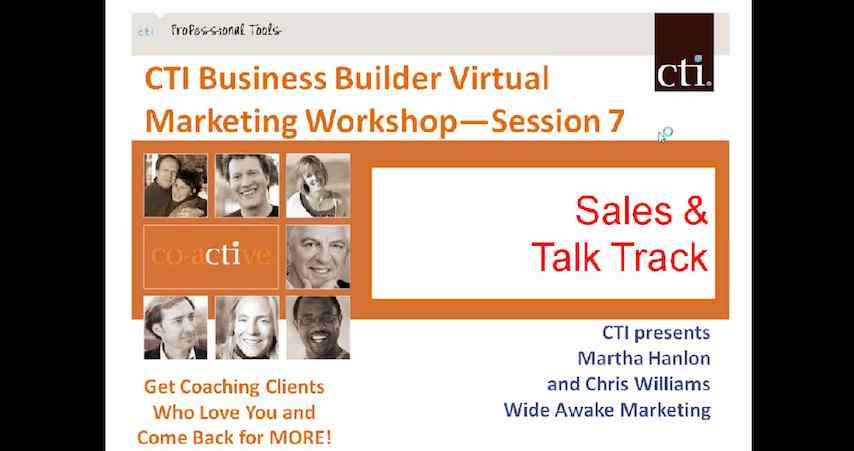 cti Professional Tools
cti
CTI Business Builder Virtual
Marketing Workshop—Session 7
co-active
Sales &
Talk Track
CTI presents
Martha Hanlon
and Chris Williams
Wide Awake Marketing
Get Coaching Clients
Who Love You and
Come Back for MORE!